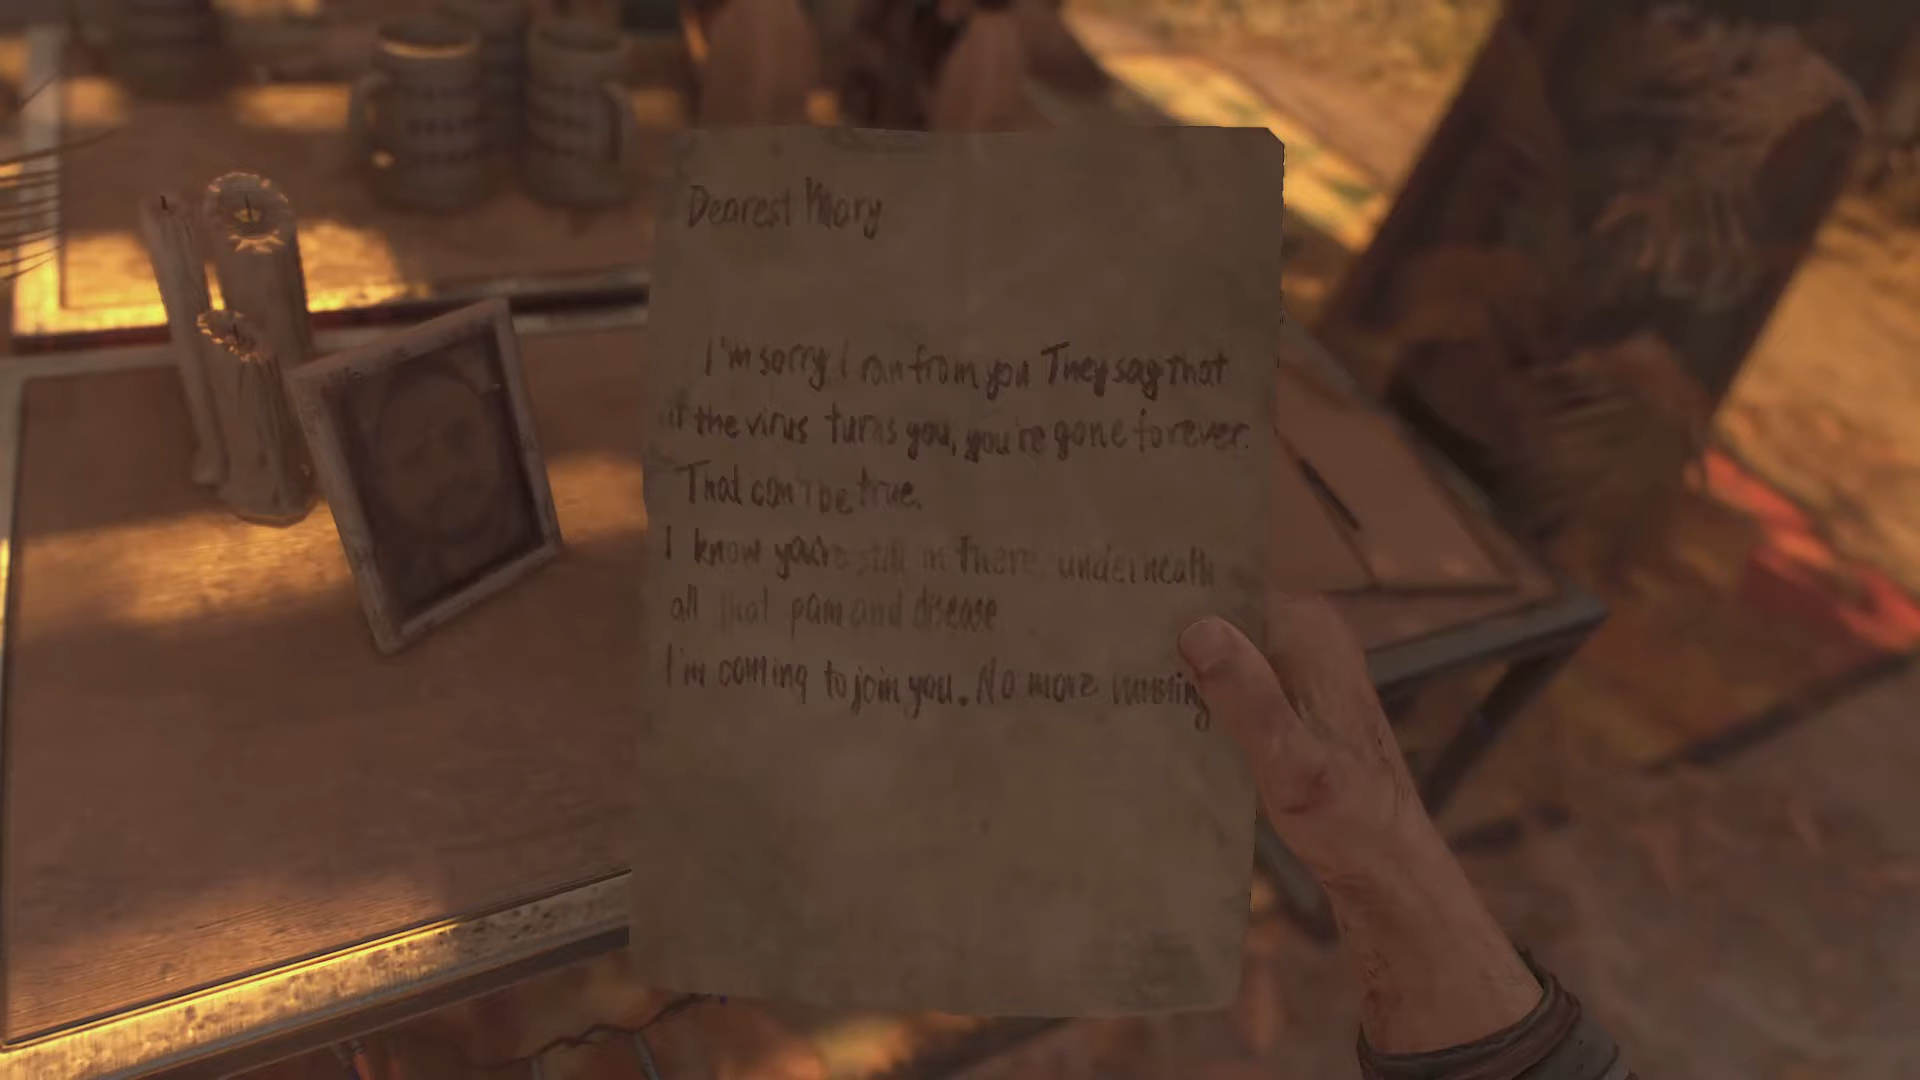 Dearest Mary
I'm sorry I ran from you They say that
if the virus turns you, you're gone forever.
That can't be true.
I know you're still in there, underneath
all that pain and disease
I'm coming to join you. No more